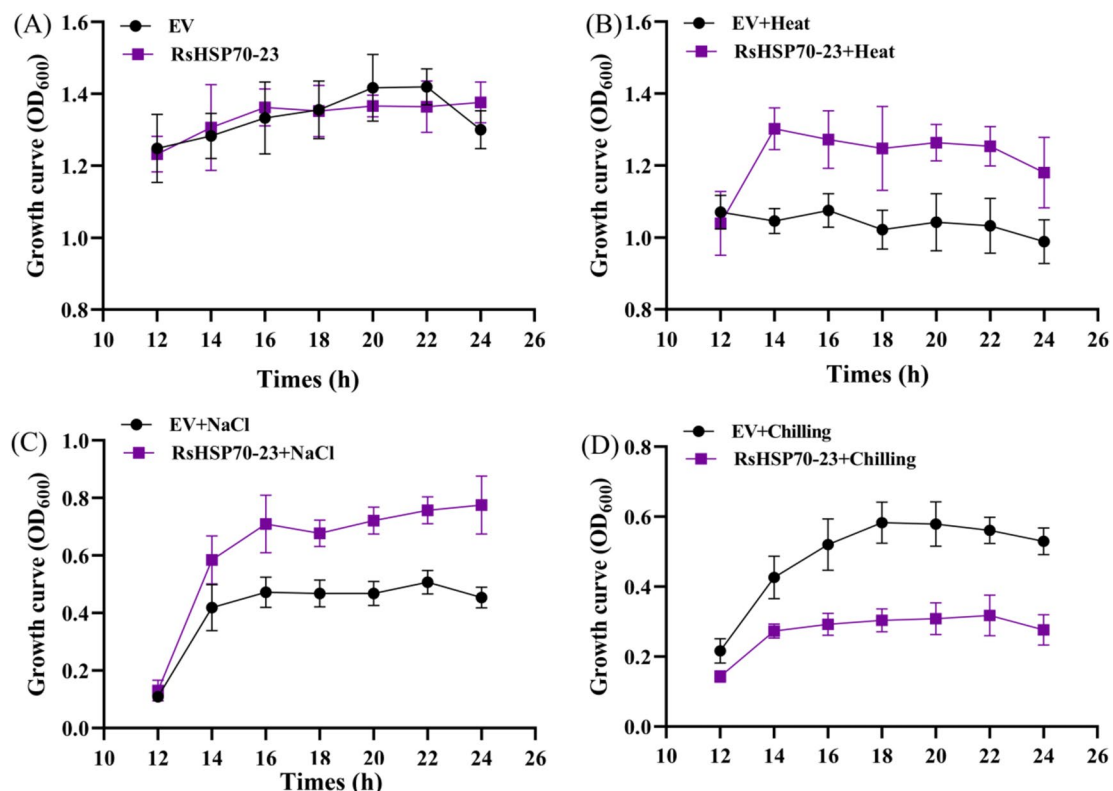 (A)
EV
RsHSP70-23
Growth curve (OD600)
1.6
1.4
1.2
1.0
0.8
10 12 14 16 18 20 22 24 26
Times (h)
(B)
EV+Heat
RsHSP70-23+Heat
Growth curve (OD600)
1.6
1.4
1.2
1.0
0.8
10 12 14 16 18 20 22 24 26
Times (h)
(C)
EV+NaCl
RsHSP70-23+NaCl
Growth curve (OD600)
1.0
0.8
0.6
0.4
0.2
0.0
10 12 14 16 18 20 22 24 26
Times (h)
(D)
EV+Chilling
RsHSP70-23+Chilling
Growth curve (OD600)
0.8
0.6
0.4
0.2
0.0
10 12 14 16 18 20 22 24 26